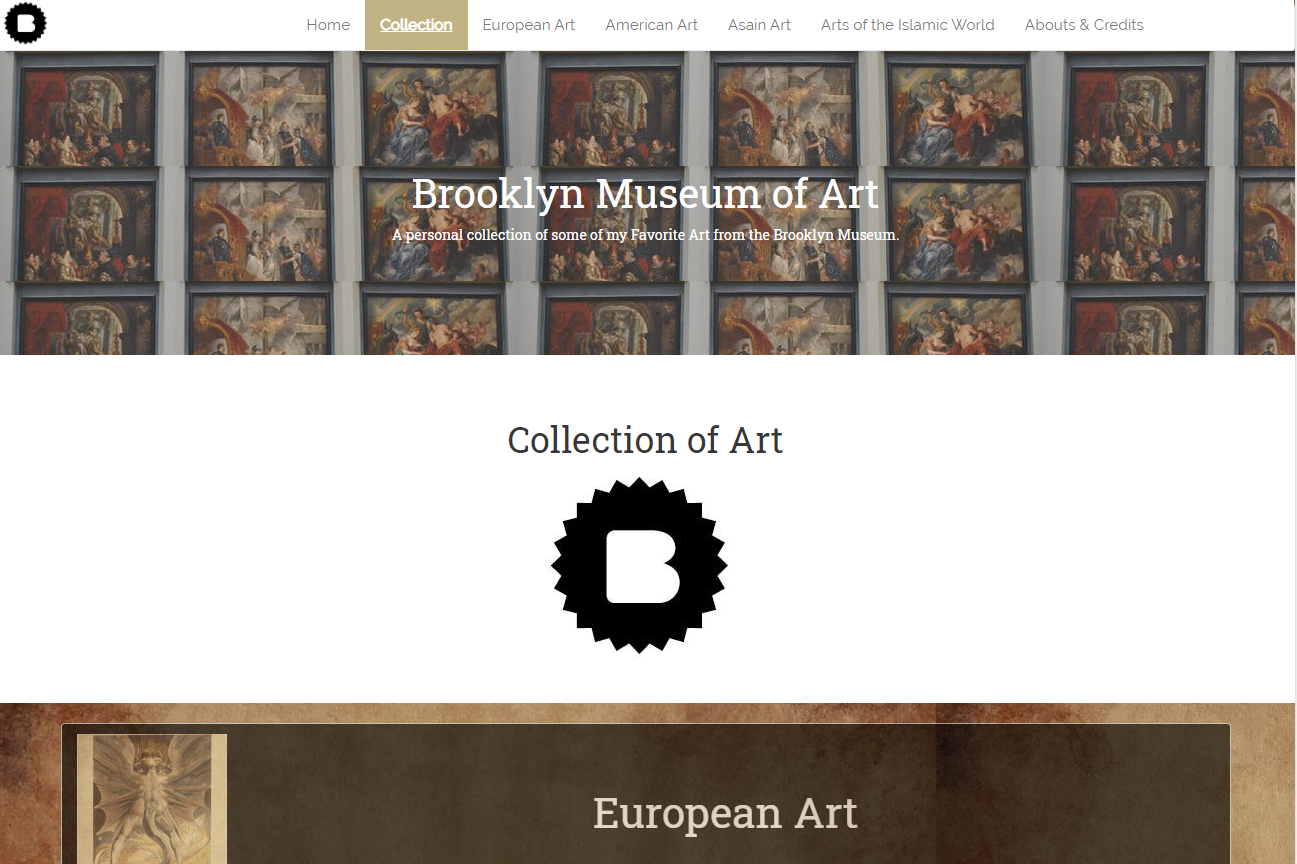 B
Home Collection European Art American Art Asain Art Arts of the Islamic World Abouts & Credits
Brooklyn Museum of Art
A personal collection of some of my Favorite Art from the Brooklyn Museum.
Collection of Art
B
European Art